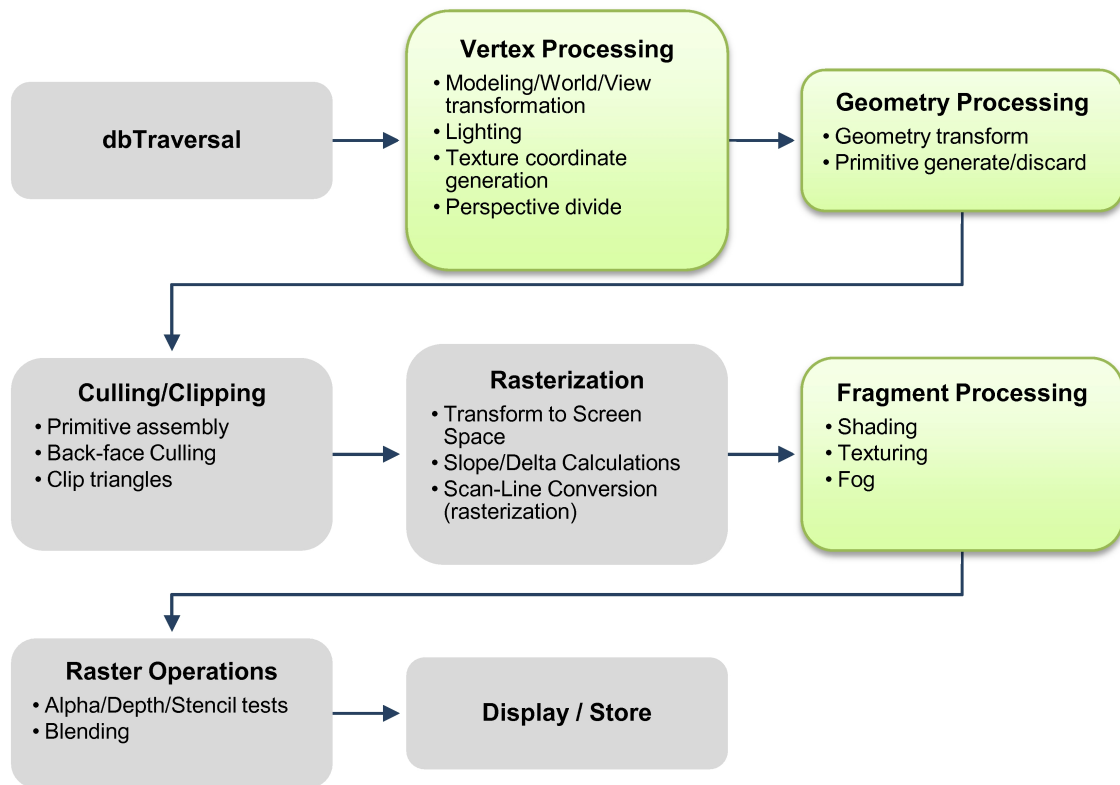 dbTraversal
Vertex Processing
• Modeling/World/View
transformation
• Lighting
• Texture coordinate
generation
• Perspective divide
Geometry Processing
• Geometry transform
• Primitive generate/discard
Culling/Clipping
• Primitive assembly
• Back-face Culling
• Clip triangles
Rasterization
• Transform to Screen
Space
• Slope/Delta Calculations
• Scan-Line Conversion
(rasterization)
Fragment Processing
• Shading
• Texturing
• Fog
Raster Operations
• Alpha/Depth/Stencil tests
• Blending
Display / Store